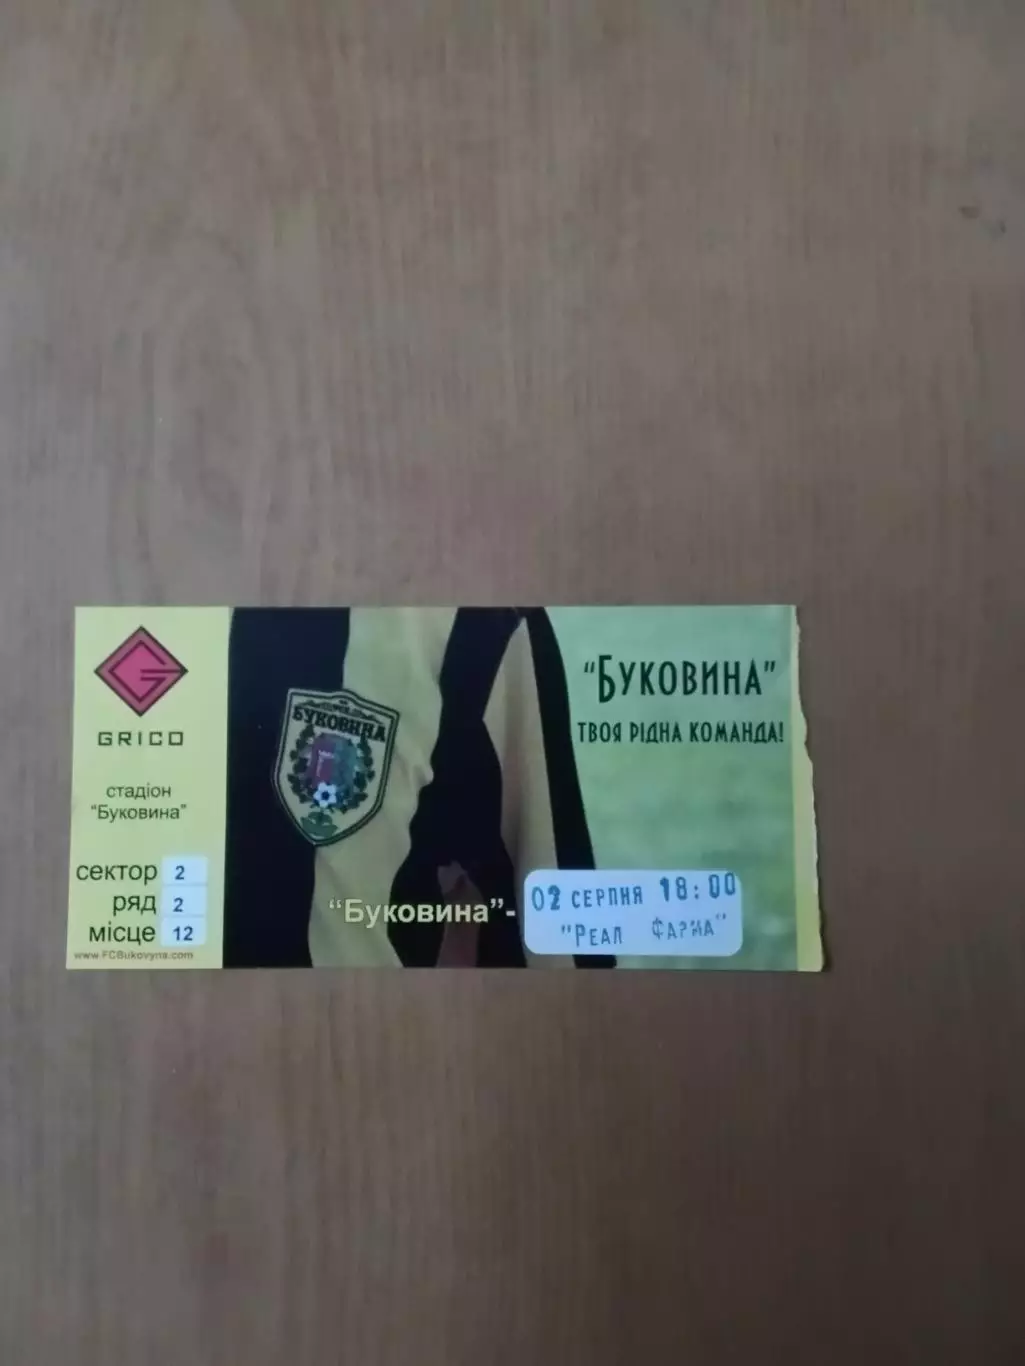 GRICO
стадіон
"Буковина"
сектор 2
ряд 2
місце 12
www.FCBukovyna.com
БУКОВИНА
"Буковина"-
02 СЕРПНЯ 18:00
"РЕАЛ ФАРМА"
"БУКОВИНА"
ТВОЯ РІДНА КОМАНДА!